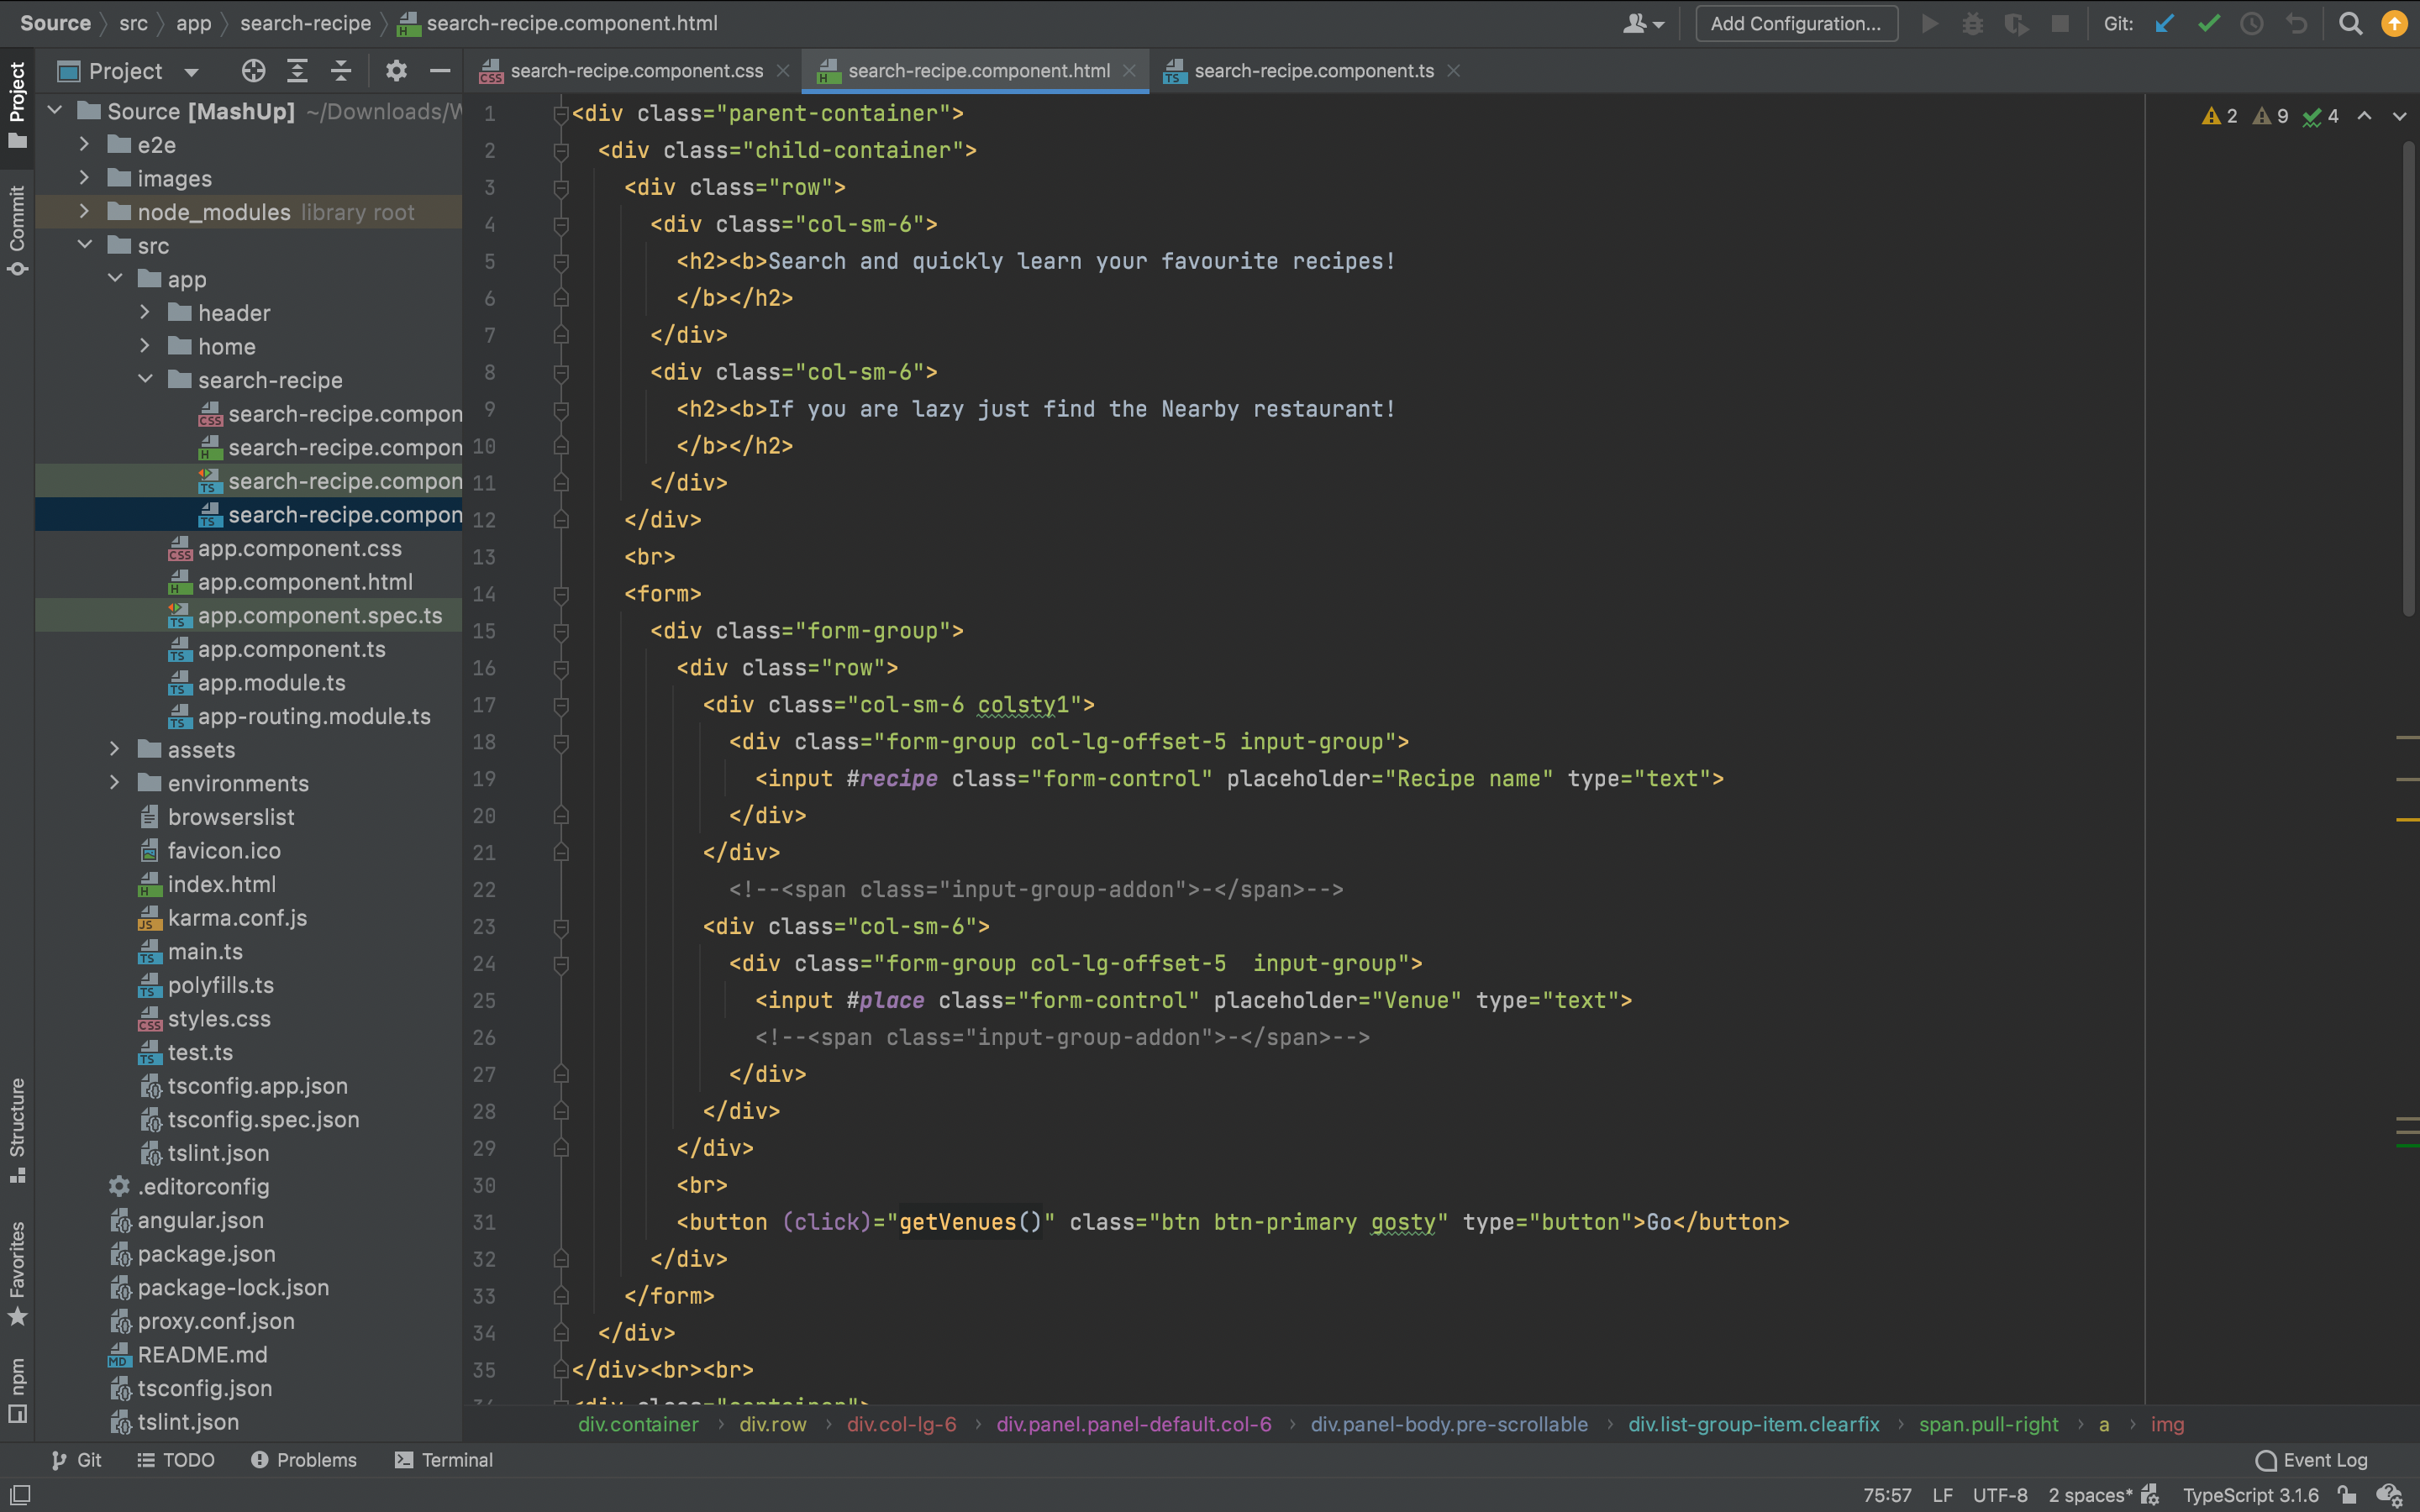 Source src app search-recipe search-recipe.component.html Add Configuration... Git:
Project
search-recipe.component.css search-recipe.component.html search-recipe.component.ts
Project
Commit
Structure
Favorites
npm
Source [MashUp] ~/Downloads/W
e2e
images
node_modules library root
src
app
header
home
search-recipe
search-recipe.compon
search-recipe.compon
search-recipe.compon
search-recipe.compon
app.component.css
app.component.html
app.component.spec.ts
app.component.ts
app.module.ts
app-routing.module.ts
assets
environments
browserslist
favicon.ico
index.html
karma.conf.js
main.ts
polyfills.ts
styles.css
test.ts
tsconfig.app.json
tsconfig.spec.json
tslint.json
.editorconfig
angular.json
package.json
package-lock.json
proxy.conf.json
README.md
tsconfig.json
tslint.json
2 9 4
1 <div class="parent-container">
2 <div class="child-container">
3 <div class="row">
4 <div class="col-sm-6">
5 <h2><b>Search and quickly learn your favourite recipes!
6 </b></h2>
7 </div>
8 <div class="col-sm-6">
9 <h2><b>If you are lazy just find the Nearby restaurant!
10 </b></h2>
11 </div>
12 </div>
13 <br>
14 <form>
15 <div class="form-group">
16 <div class="row">
17 <div class="col-sm-6 colsty1">
18 <div class="form-group col-lg-offset-5 input-group">
19 <input #recipe class="form-control" placeholder="Recipe name" type="text">
20 </div>
21 </div>
22 <!--<span class="input-group-addon">-</span>-->
23 <div class="col-sm-6">
24 <div class="form-group col-lg-offset-5  input-group">
25 <input #place class="form-control" placeholder="Venue" type="text">
26 <!--<span class="input-group-addon">-</span>-->
27 </div>
28 </div>
29 </div>
30 <br>
31 <button (click)="getVenues()" class="btn btn-primary gosty" type="button">Go</button>
32 </div>
33 </form>
34 </div>
35 </div><br><br>
36 <div class="container">
div.container div.row div.col-lg-6 div.panel.panel-default.col-6 div.panel-body.pre-scrollable div.list-group-item.clearfix span.pull-right a img
Git TODO Problems Terminal Event Log
75:57 LF UTF-8 2 spaces* TypeScript 3.1.6